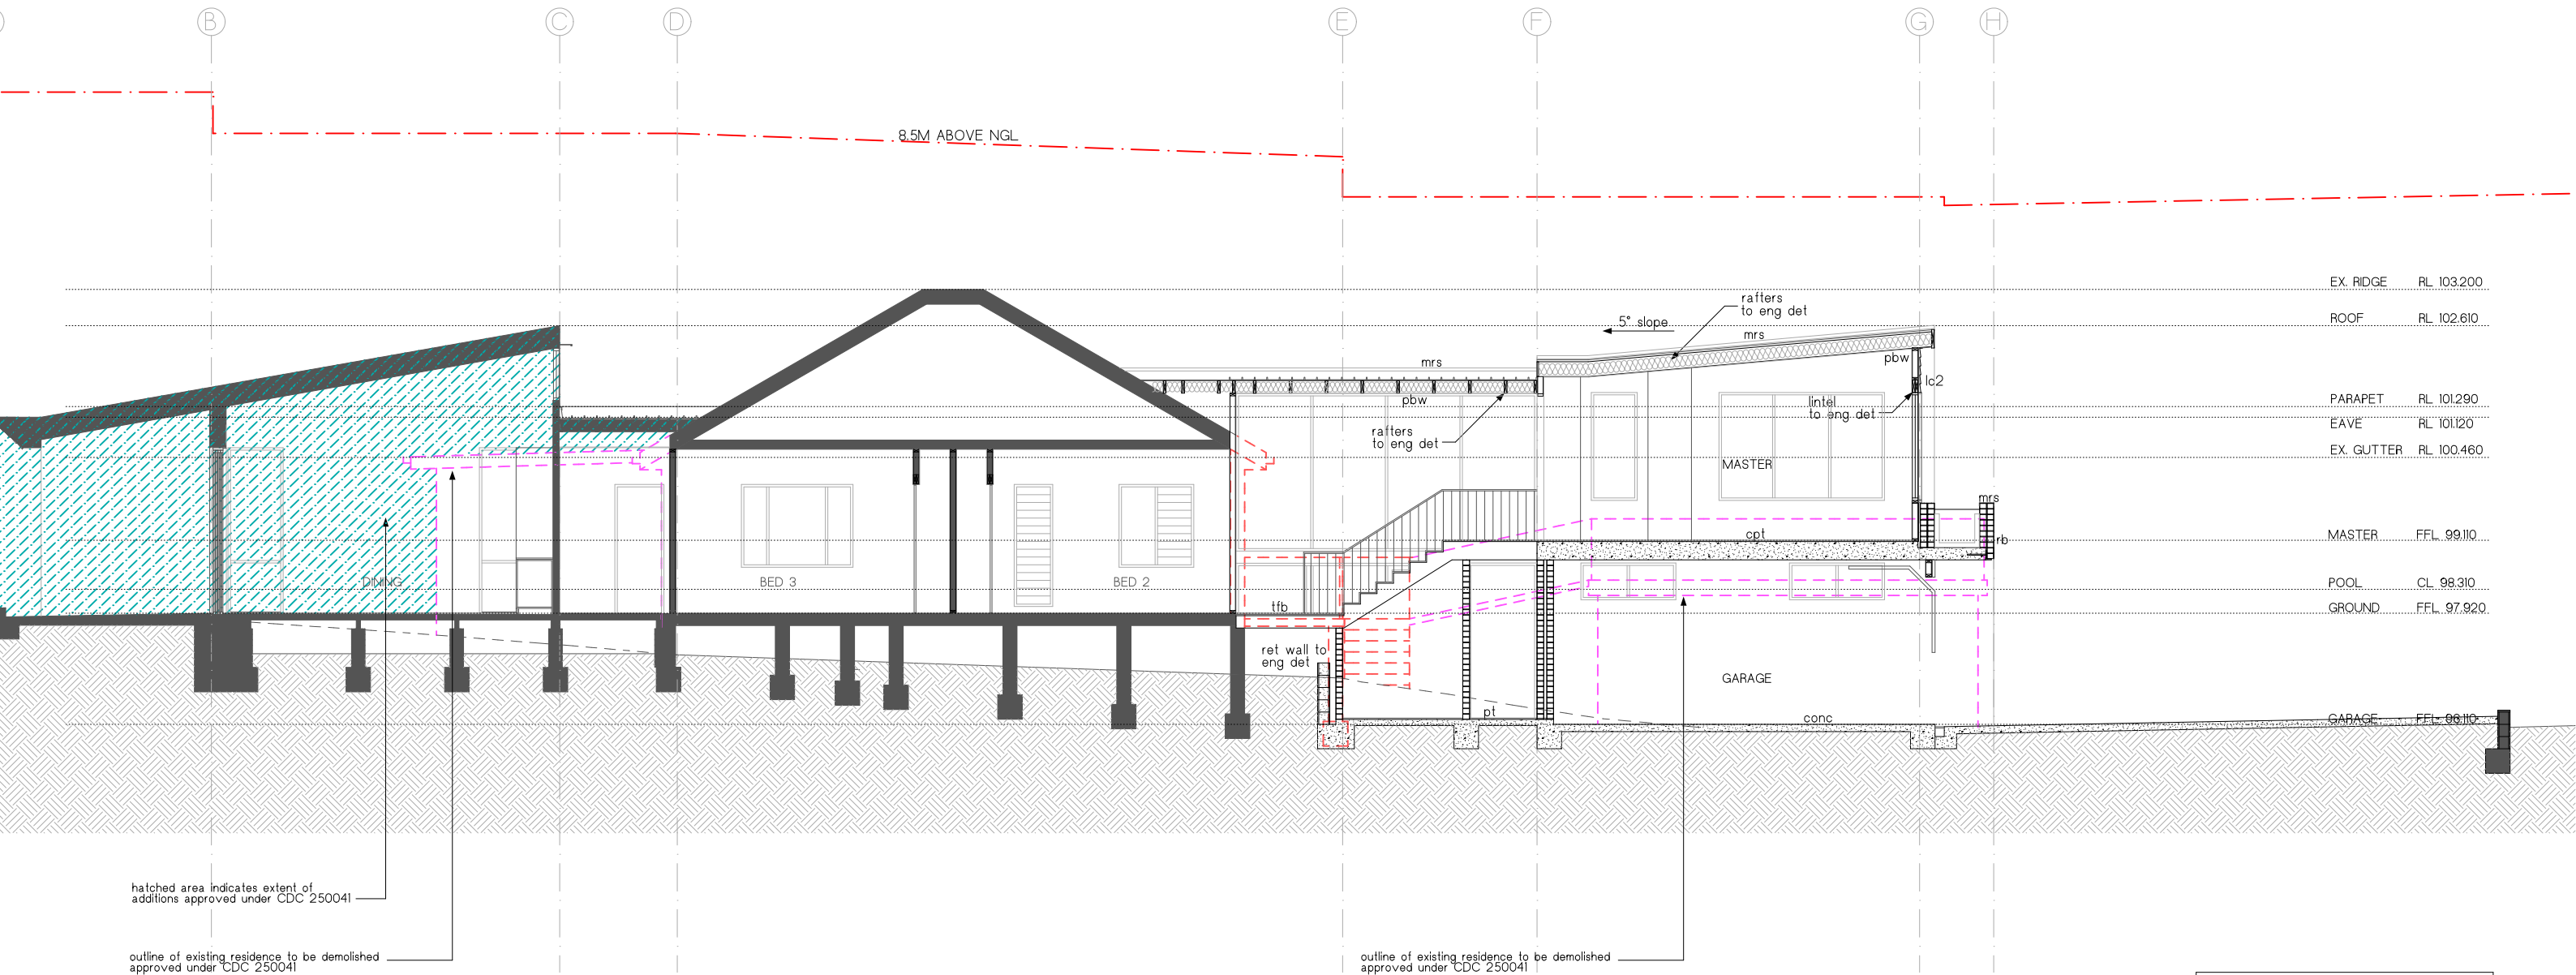 B
C
D
E
F
G
H
8.5M ABOVE NGL
EX. RIDGE RL 103.200
ROOF RL 102.610
PARAPET RL 101.290
EAVE RL 101.120
EX. GUTTER RL 100.460
MASTER FFL 99.110
POOL CL 98.310
GROUND FFL 97.920
GARAGE FFL 96.110
rafters
to eng det
5° slope
mrs
mrs
pbw
lc2
lintel
to eng det
pbw
rafters
to eng det
MASTER
mrs
rb
cpt
DINING
BED 3
BED 2
tfb
ret wall to
eng det
GARAGE
pt
conc
hatched area indicates extent of
additions approved under CDC 250041
outline of existing residence to be demolished
approved under CDC 250041
outline of existing residence to be demolished
approved under CDC 250041